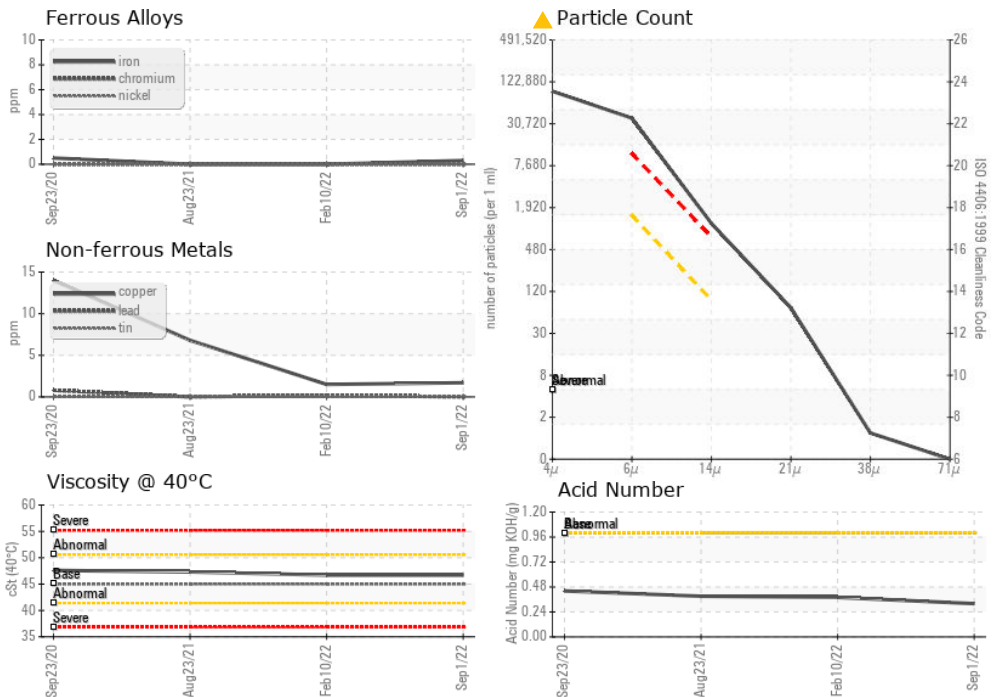 Ferrous Alloys
10
8
6
4
2
0
ppm
iron
chromium
nickel
Sep23/20
Aug23/21
Feb10/22
Sep1/22
Non-ferrous Metals
15
10
5
0
ppm
copper
lead
tin
Sep23/20
Aug23/21
Feb10/22
Sep1/22
Viscosity @ 40°C
60
55
50
45
40
35
cSt (40°C)
Severe
Abnormal
Base
Abnormal
Severe
Sep23/20
Aug23/21
Feb10/22
Sep1/22
Particle Count
491,520
122,880
30,720
7,680
1,920
480
120
30
8
2
0
number of particles (per 1 ml)
26
24
22
20
18
16
14
12
10
8
6
ISO 4406:1999 Cleanliness Code
Abnormal
4µ
6µ
14µ
21µ
38µ
71µ
Acid Number
1.20
0.96
0.72
0.48
0.24
0.00
Acid Number (mg KOH/g)
Abnormal
Sep23/20
Aug23/21
Feb10/22
Sep1/22